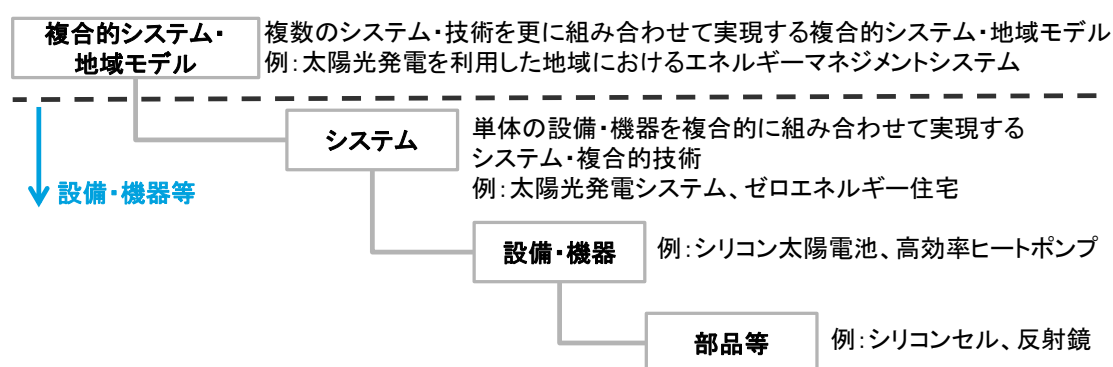 複合的システム・
地域モデル
複数のシステム・技術を更に組み合わせて実現する複合的システム・地域モデル
例：太陽光発電を利用した地域におけるエネルギーマネジメントシステム
システム
単体の設備・機器を複合的に組み合わせて実現する
システム・複合的技術
例：太陽光発電システム、ゼロエネルギー住宅
設備・機器等
設備・機器
例：シリコン太陽電池、高効率ヒートポンプ
部品等
例：シリコンセル、反射鏡